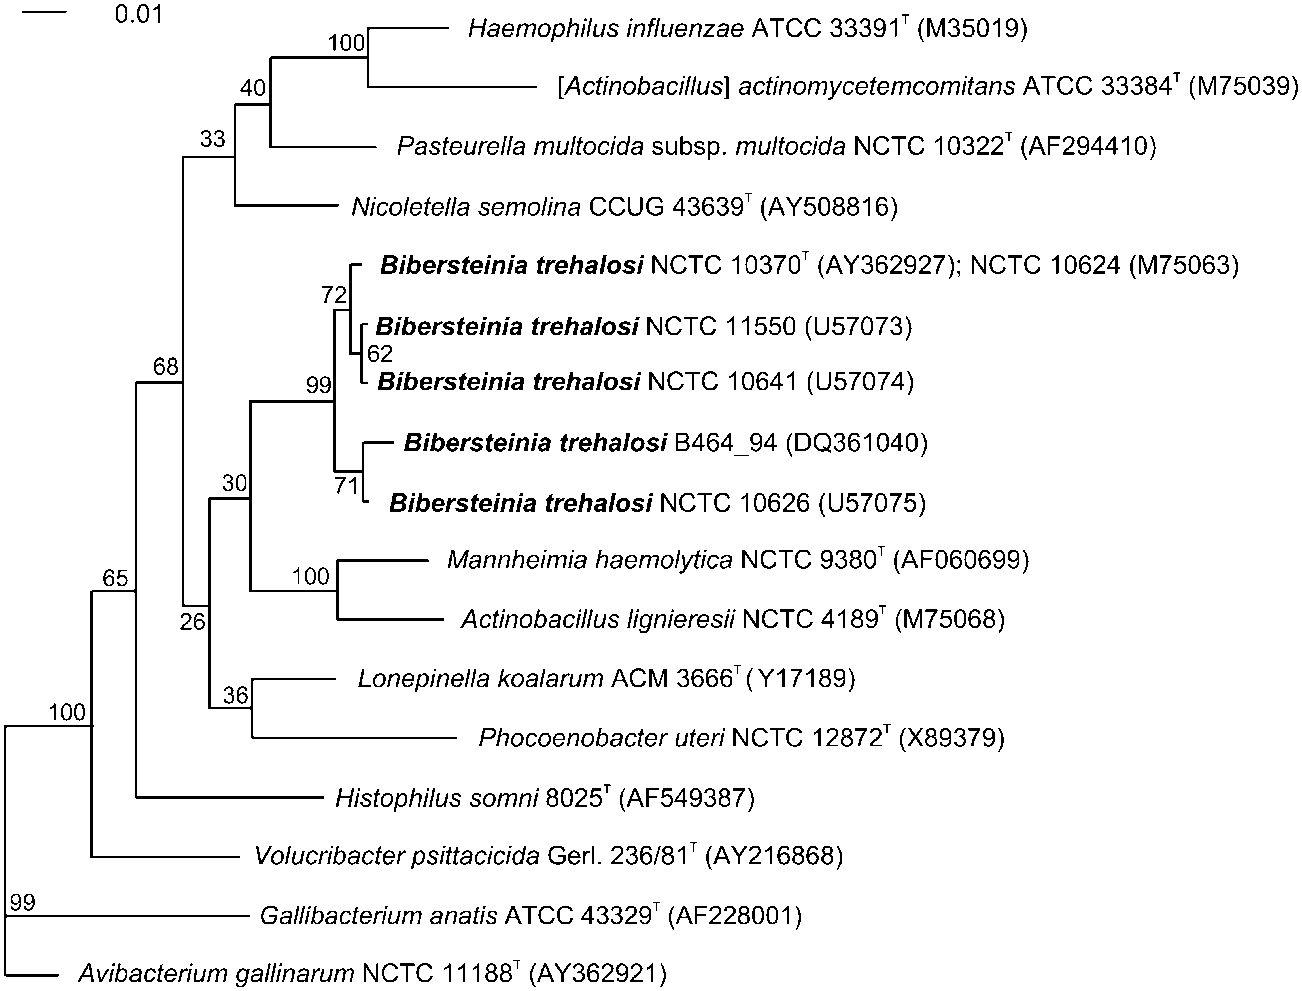 0.01
Haemophilus influenzae ATCC 33391T (M35019)
100
[Actinobacillus] actinomycetemcomitans ATCC 33384T (M75039)
40
33
Pasteurella multocida subsp. multocida NCTC 10322T (AF294410)
Nicoletella semolina CCUG 43639T (AY508816)
Bibersteinia trehalosi NCTC 10370T (AY362927); NCTC 10624 (M75063)
72
Bibersteinia trehalosi NCTC 11550 (U57073)
62
68
99
Bibersteinia trehalosi NCTC 10641 (U57074)
Bibersteinia trehalosi B464_94 (DQ361040)
30
71
Bibersteinia trehalosi NCTC 10626 (U57075)
Mannheimia haemolytica NCTC 9380T (AF060699)
65
100
26
Actinobacillus lignieresii NCTC 4189T (M75068)
Lonepinella koalarum ACM 3666T (Y17189)
36
100
Phocoenobacter uteri NCTC 12872T (X89379)
Histophilus somni 8025T (AF549387)
Volucribacter psittacicida Gerl. 236/81T (AY216868)
99
Gallibacterium anatis ATCC 43329T (AF228001)
Avibacterium gallinarum NCTC 11188T (AY362921)